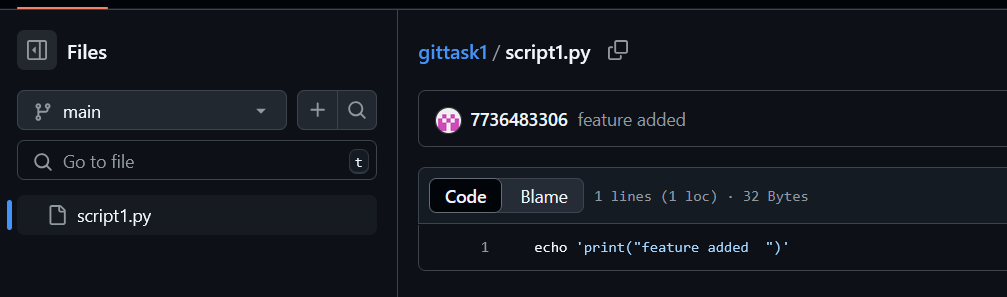 Files
main
Go to file
t
script1.py
gittask1 / script1.py
7736483306 feature added
Code Blame 1 lines (1 loc) · 32 Bytes
1 echo 'print("feature added  ")'